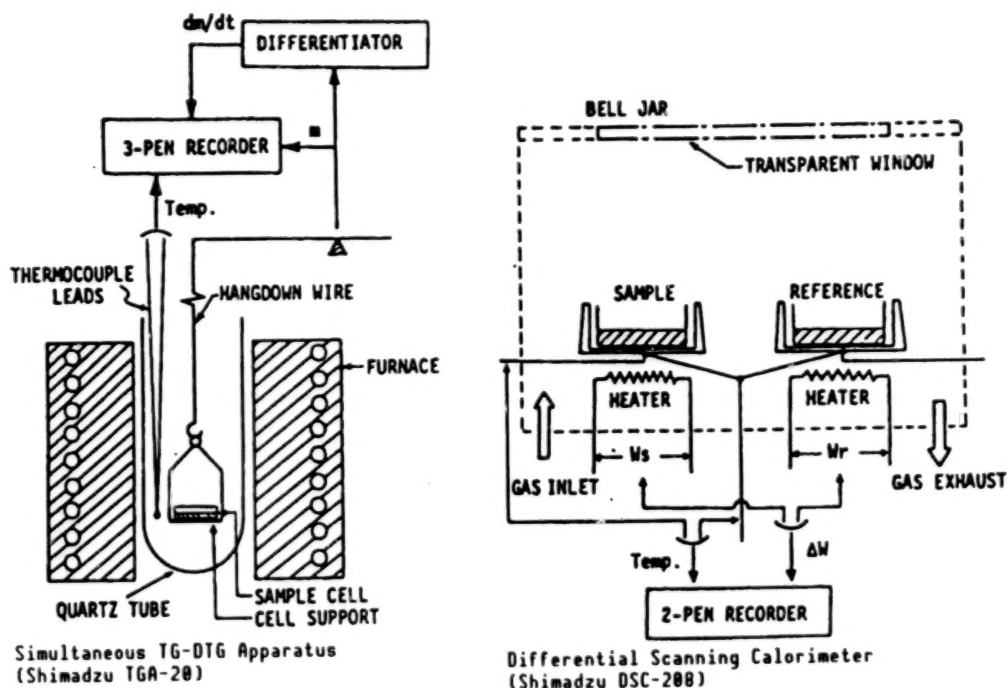 dm/dt
DIFFERENTIATOR
3-PEN RECORDER
m
Temp.
THERMOCOUPLE
LEADS
HANGDOWN WIRE
FURNACE
QUARTZ TUBE
SAMPLE CELL
CELL SUPPORT
Simultaneous TG-DTG Apparatus
(Shimadzu TGA-20)
BELL JAR
TRANSPARENT WINDOW
SAMPLE
REFERENCE
HEATER
HEATER
Ws
Wr
GAS INLET
GAS EXHAUST
Temp.
ΔW
2-PEN RECORDER
Differential Scanning Calorimeter
(Shimadzu DSC-20B)